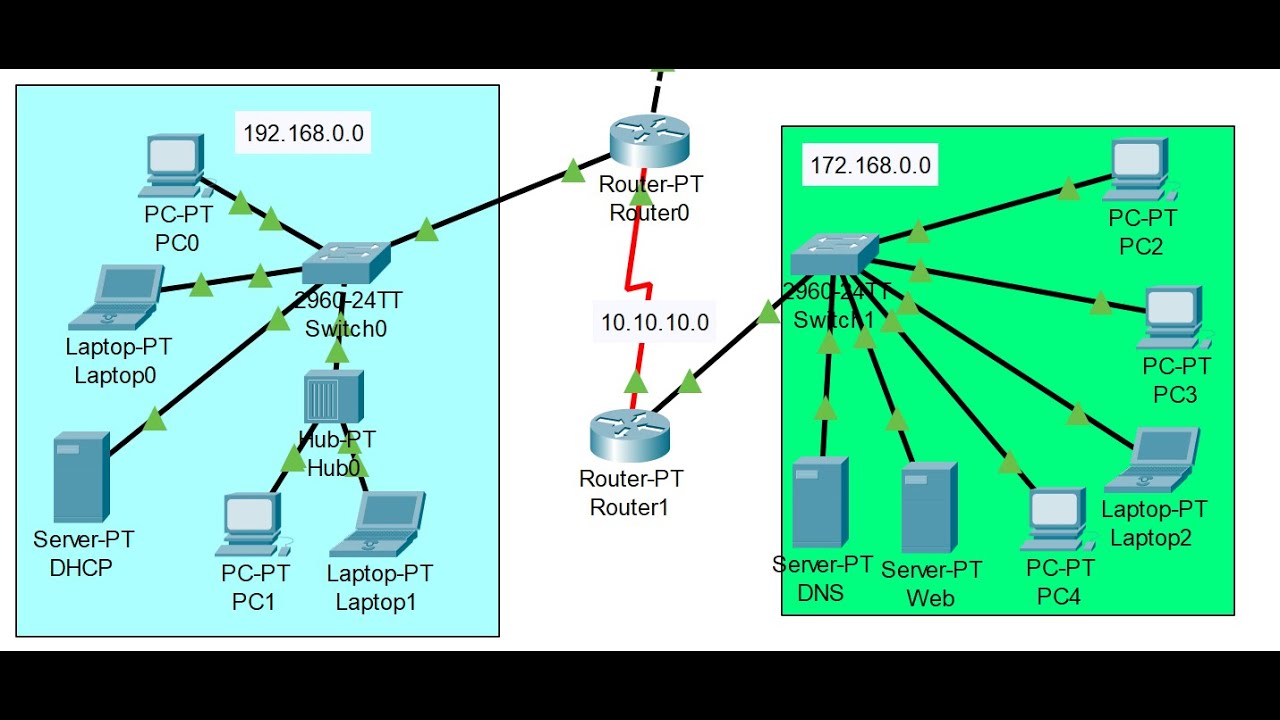 192.168.0.0
PC-PT
PC0
Laptop-PT
Laptop0
2960-24TT
Switch0
Hub-PT
Hub0
Server-PT
DHCP
PC-PT
PC1
Laptop-PT
Laptop1
Router-PT
Router0
10.10.10.0
Router-PT
Router1
172.168.0.0
PC-PT
PC2
2960-24TT
Switch1
PC-PT
PC3
Laptop-PT
Laptop2
Server-PT
DNS
Server-PT
Web
PC-PT
PC4